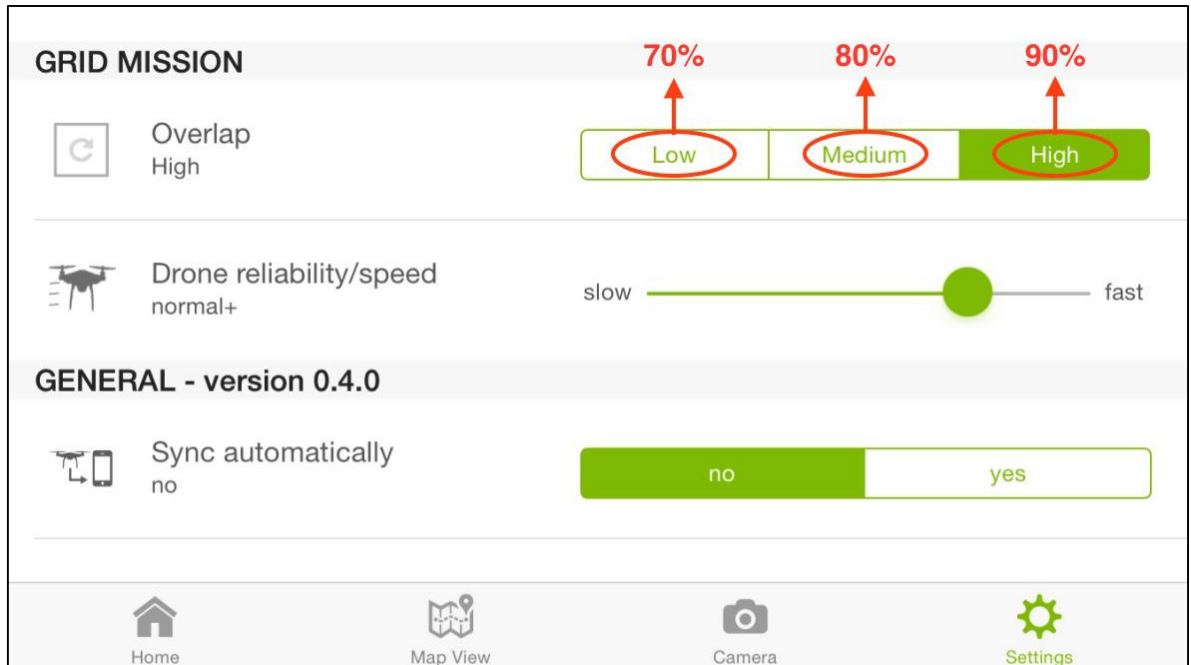 GRID MISSION
70% 80% 90%
Overlap
High
Low Medium High
Drone reliability/speed
normal+
slow fast
GENERAL - version 0.4.0
Sync automatically
no
no yes
Home Map View Camera Settings